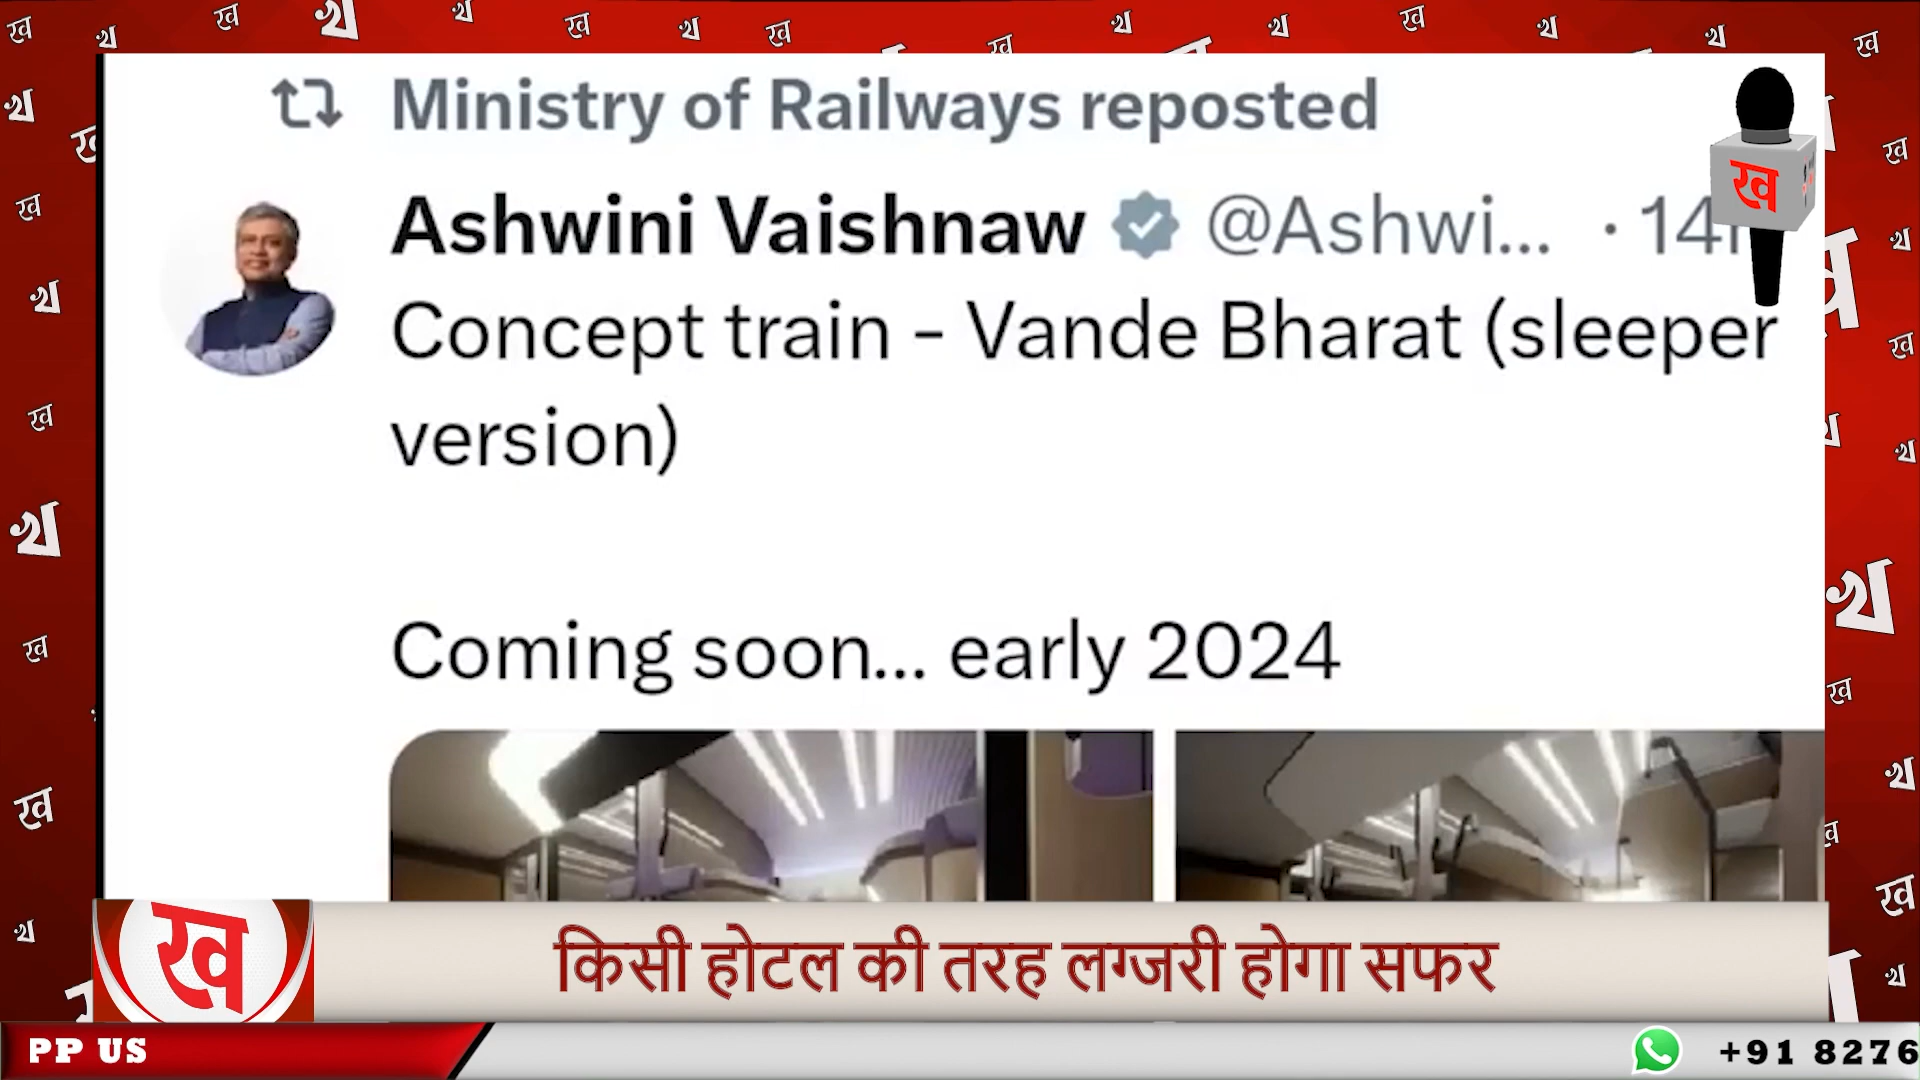 Ministry of Railways reposted
Ashwini Vaishnaw @Ashwi... · 14
Concept train - Vande Bharat (sleeper
version)
Coming soon... early 2024
ख
ख
किसी होटल की तरह लग्जरी होगा सफर
PP US
+91 8276